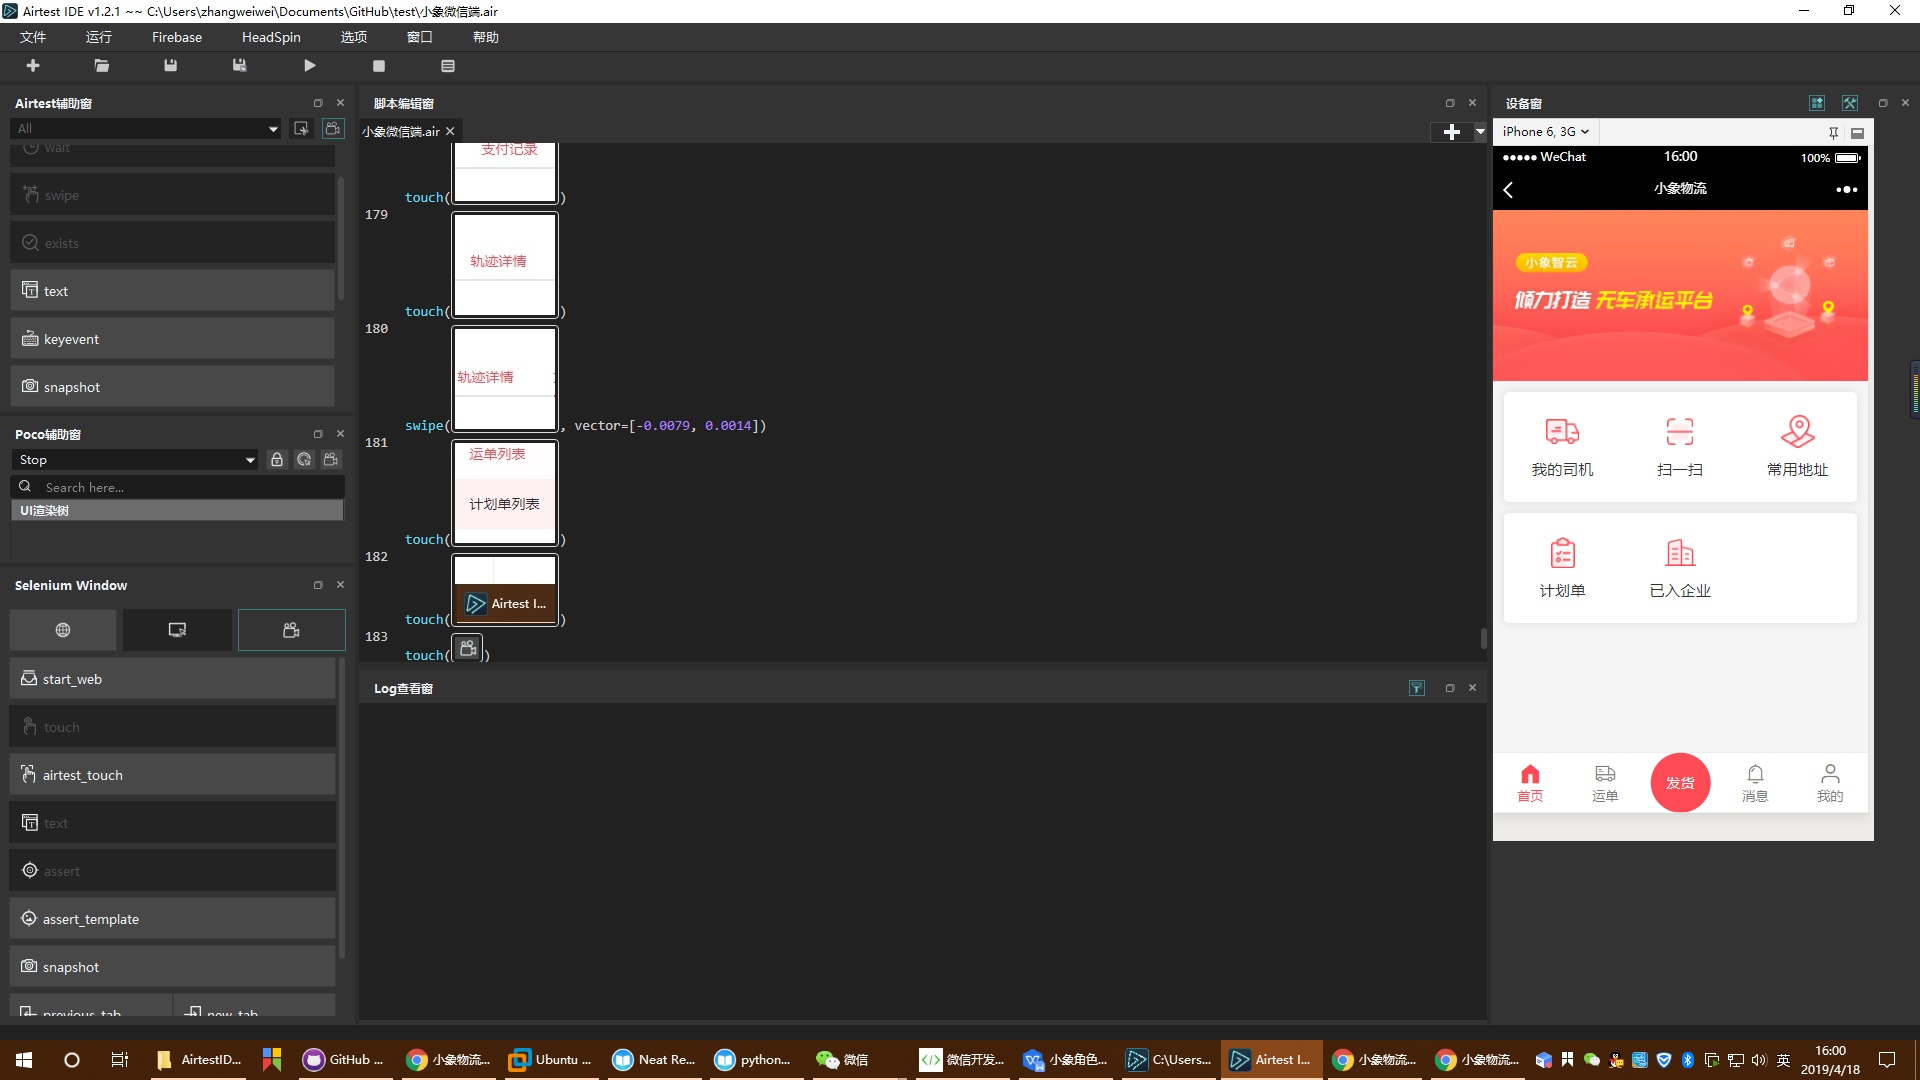 Airtest IDE v1.2.1 ~~ C:\Users\zhangweiwei\Documents\GitHub\test\小象微信端.air
文件 运行 Firebase HeadSpin 选项 窗口 帮助
Airtest辅助窗
All
wait
swipe
exists
text
keyevent
snapshot
Poco辅助窗
Stop
Search here...
UI渲染树
Selenium Window
start_web
touch
airtest_touch
text
assert
assert_template
snapshot
previous_tab new_tab
脚本编辑窗
小象微信端.air
支付记录
touch( )
179
轨迹详情
touch( )
180
轨迹详情
swipe( , vector=[-0.0079, 0.0014])
181
运单列表
计划单列表
touch( )
182
Airtest I...
touch( )
183
touch( )
Log查看窗
设备窗
iPhone 6, 3G
WeChat 16:00 100%
小象物流
小象智云
倾力打造 无车承运平台
我的司机 扫一扫 常用地址
计划单 已入企业
首页 运单 发货 消息 我的
AirtestID... GitHub ... 小象物流... Ubuntu ... Neat Re... python... 微信 微信开发... 小象角色... C:\Users... Airtest I... 小象物流... 小象物流... 英 16:00
2019/4/18